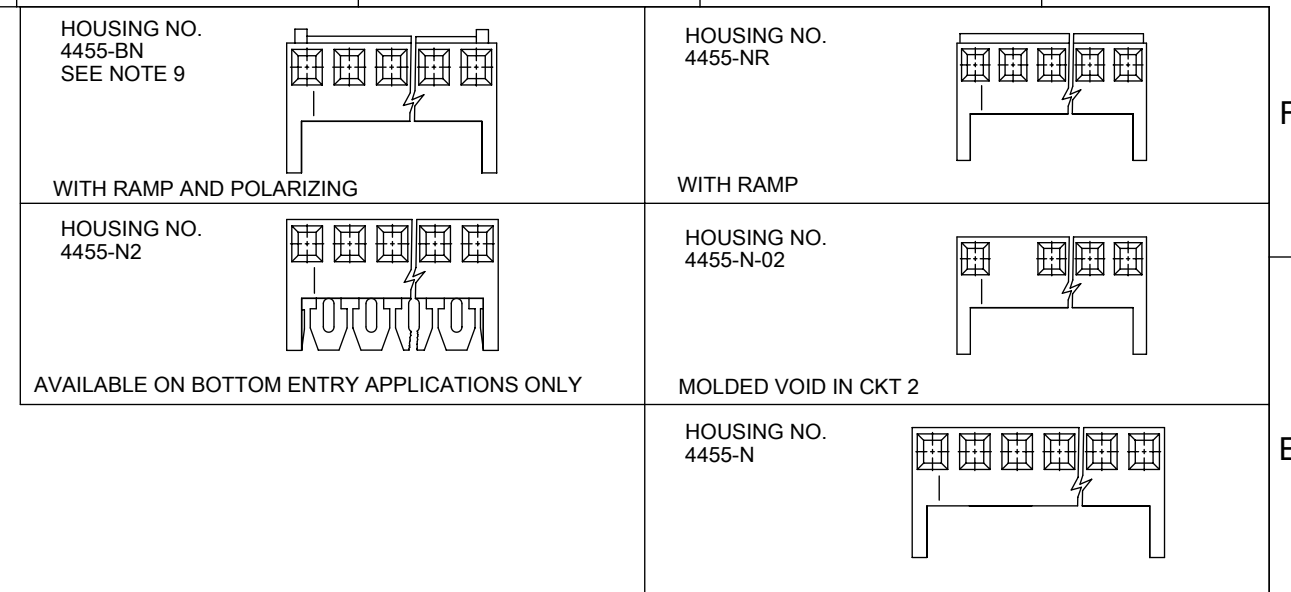 HOUSING NO.
4455-BN
SEE NOTE 9
WITH RAMP AND POLARIZING
HOUSING NO.
4455-NR
WITH RAMP
F
HOUSING NO.
4455-N2
AVAILABLE ON BOTTOM ENTRY APPLICATIONS ONLY
HOUSING NO.
4455-N-02
MOLDED VOID IN CKT 2
HOUSING NO.
4455-N
E